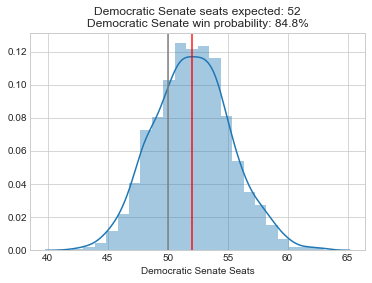 Democratic Senate seats expected: 52
Democratic Senate win probability: 84.8%
0.12
0.10
0.08
0.06
0.04
0.02
0.00
40 45 50 55 60 65
Democratic Senate Seats